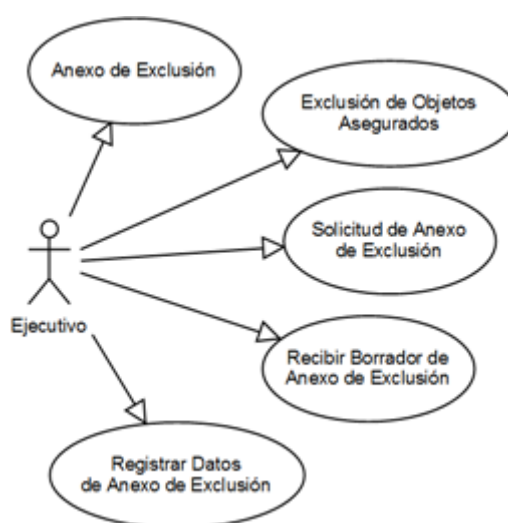 Anexo de Exclusión
Exclusión de Objetos
Asegurados
Solicitud de Anexo
de Exclusión
Ejecutivo
Recibir Borrador de
Anexo de Exclusión
Registrar Datos
de Anexo de Exclusión